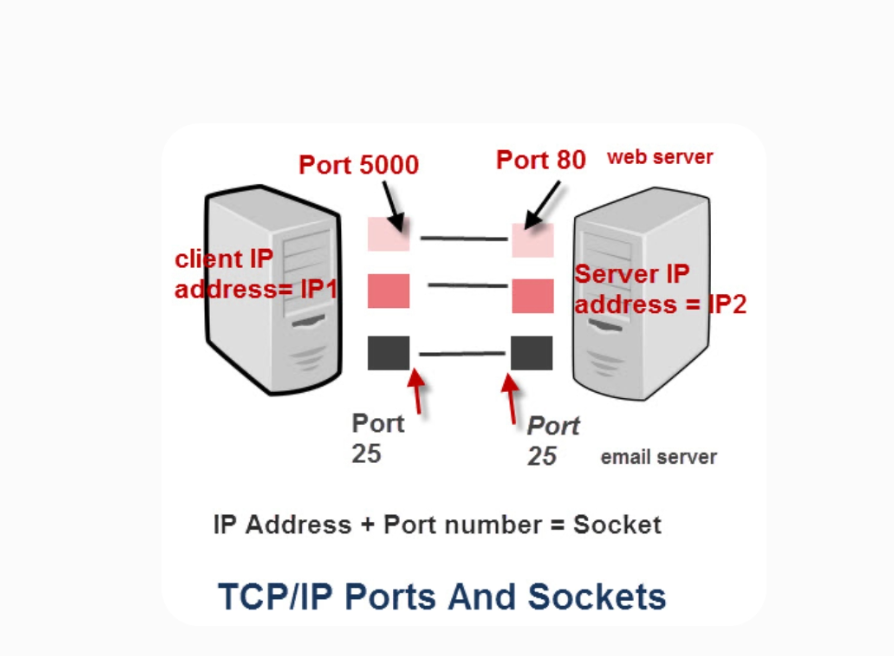 Port 5000
Port 80
web server
client IP
address= IP1
Server IP
address = IP2
Port
25
Port
25
email server
IP Address + Port number = Socket
TCP/IP Ports And Sockets